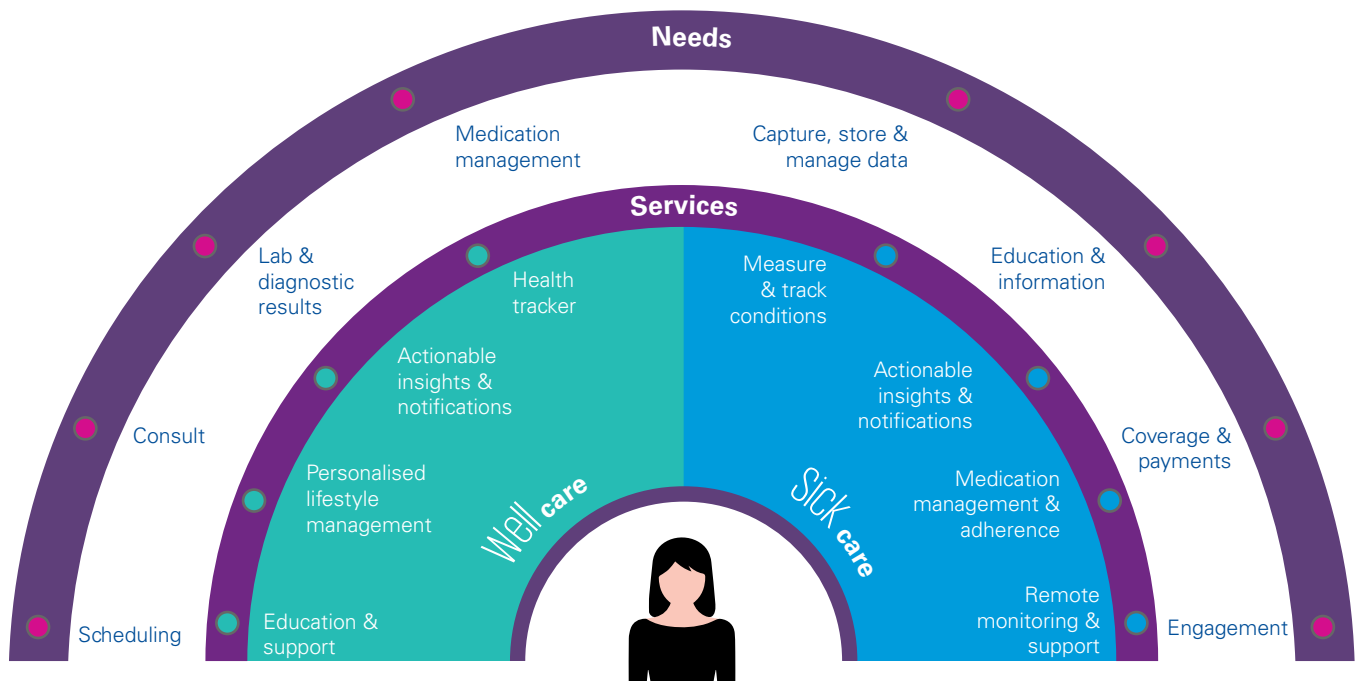 Needs
Medication
management
Capture, store &
manage data
Services
Lab &
diagnostic
results
Education &
information
Health
tracker
Measure
& track
conditions
Actionable
insights &
notifications
Actionable
insights &
notifications
Consult
Coverage &
payments
Personalised
lifestyle
management
Well care
Sick care
Medication
management &
adherence
Scheduling
Education &
support
Remote
monitoring &
support
Engagement